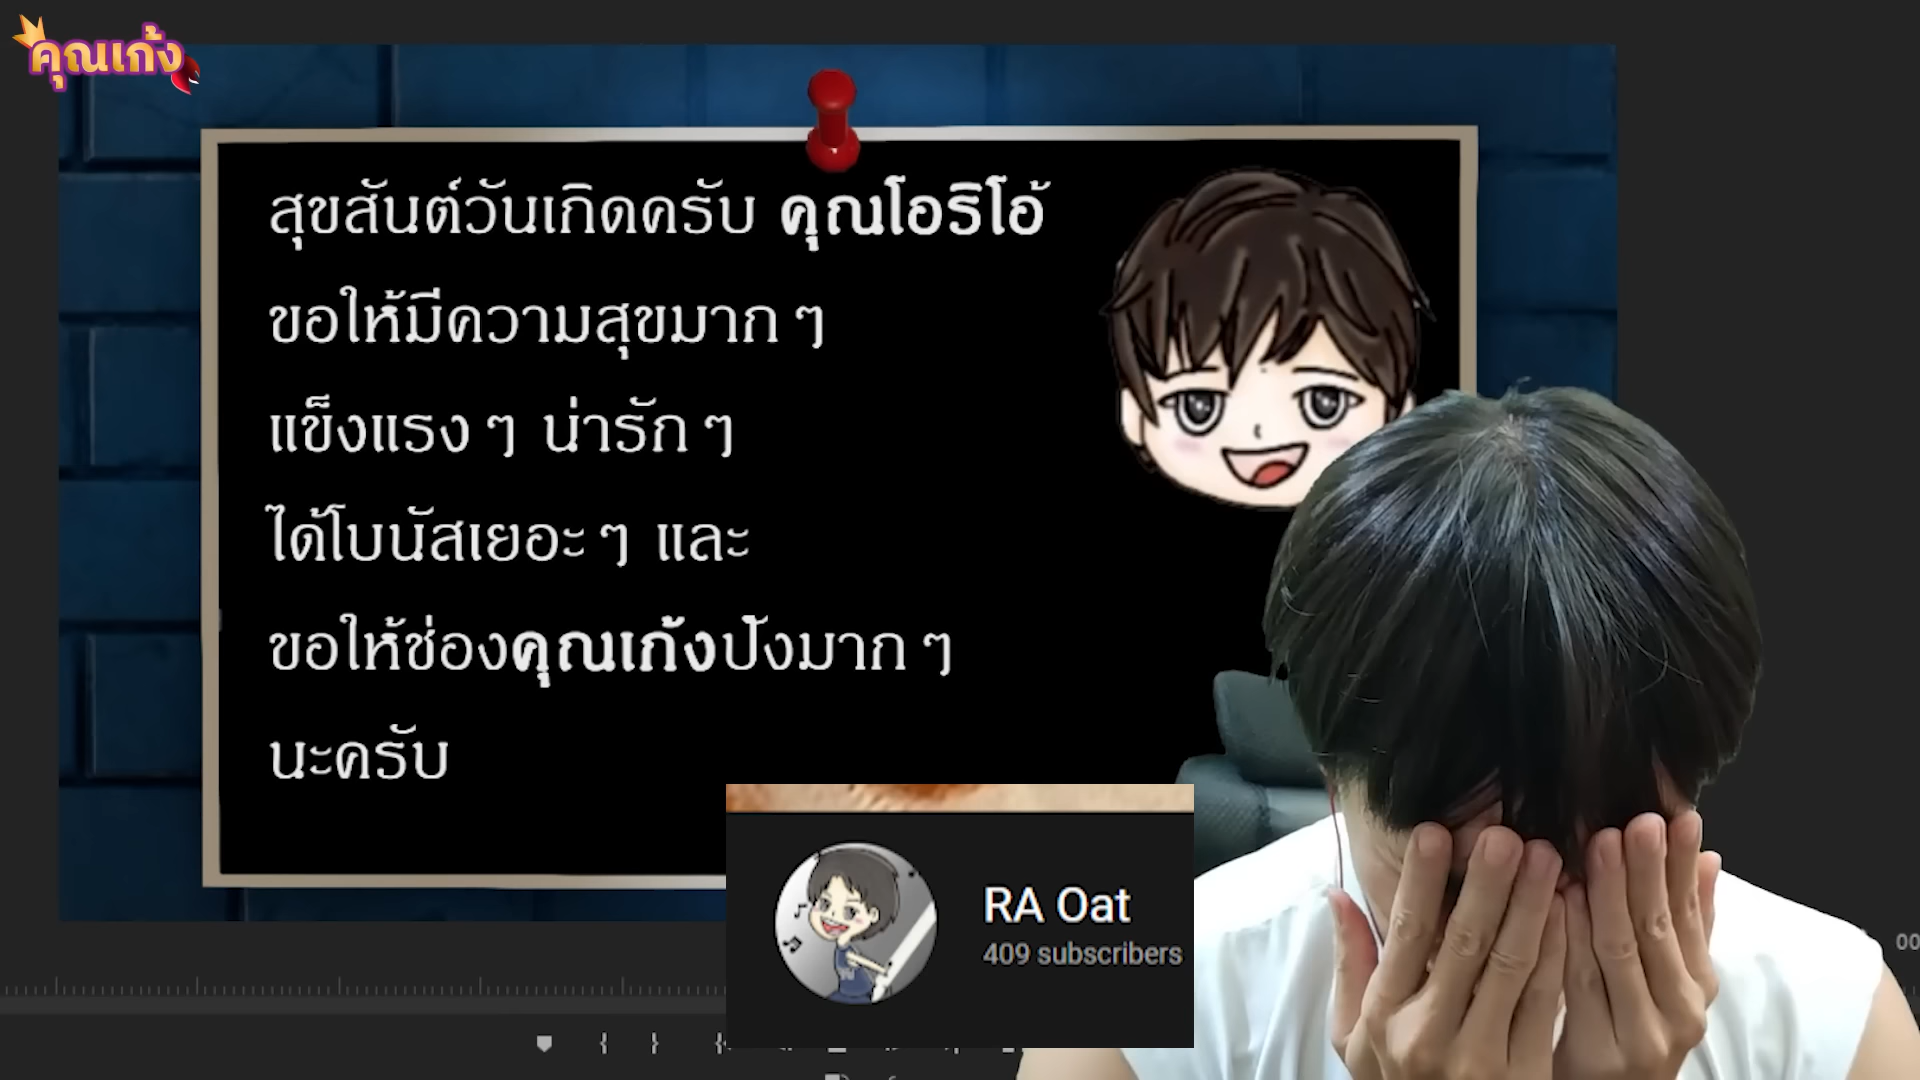 คุณเก้ง
สุขสันต์วันเกิดครับ คุณโอริโอ้
ขอให้มีความสุขมาก ๆ
แข็งแรง ๆ น่ารัก ๆ
ได้โบนัสเยอะ ๆ และ
ขอให้ช่องคุณเก้งปังมาก ๆ
นะครับ
RA Oat
409 subscribers
00